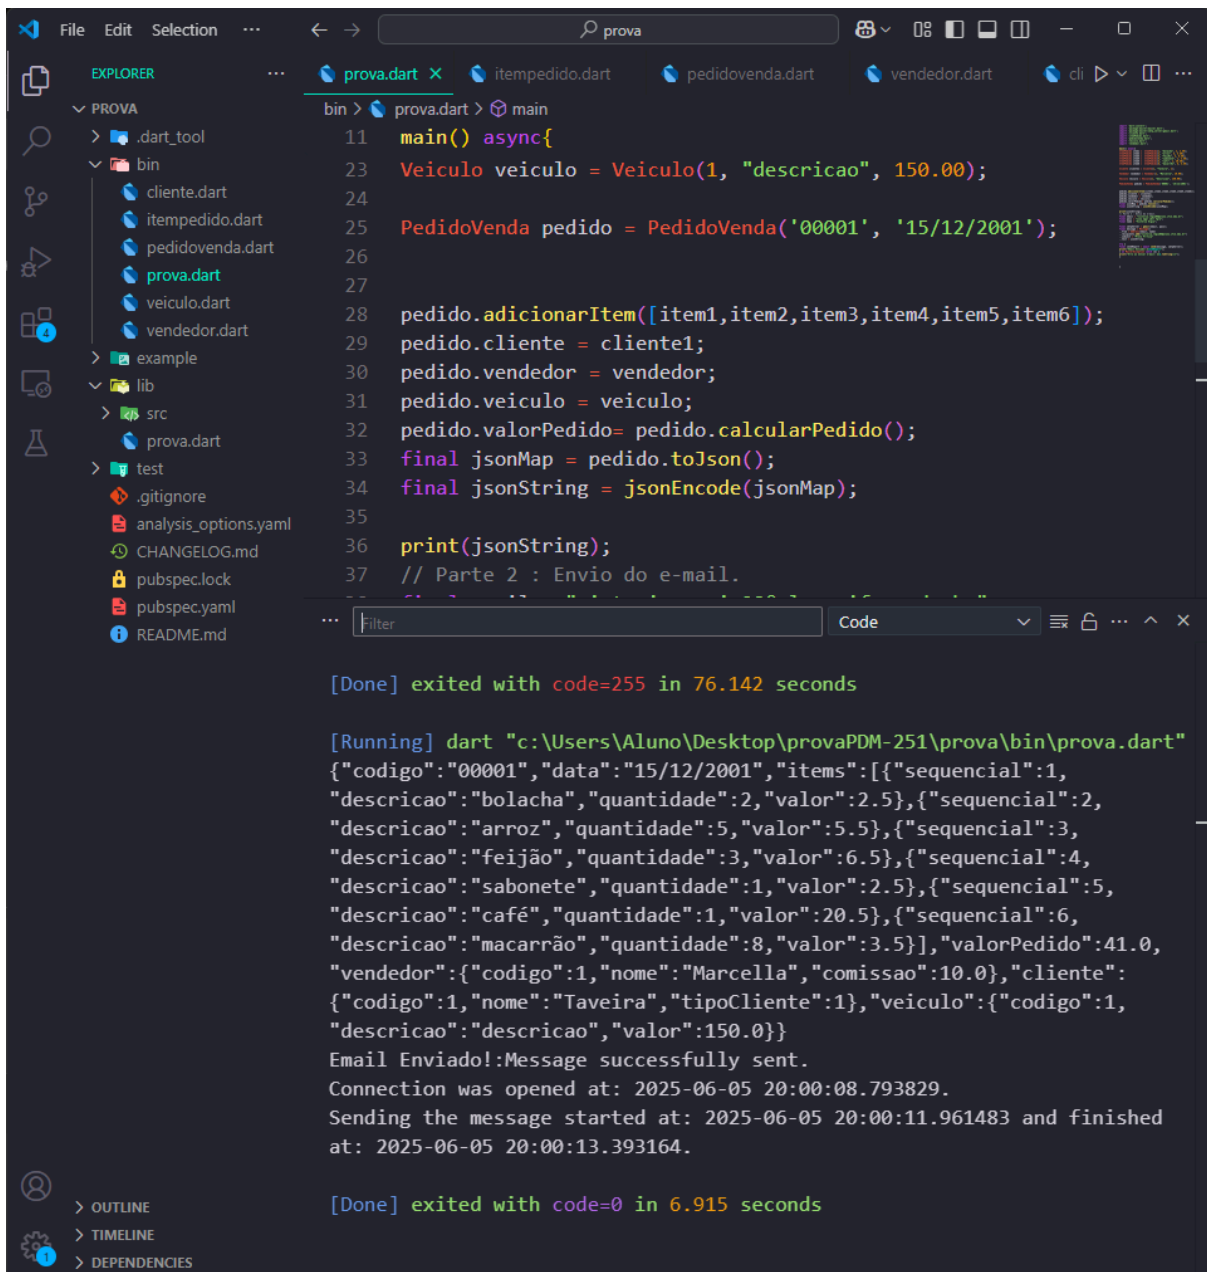 File Edit Selection ... prova
EXPLORER ...
PROVA
.dart_tool
bin
cliente.dart
itempedido.dart
pedidovenda.dart
prova.dart
veiculo.dart
vendedor.dart
example
lib
src
prova.dart
test
.gitignore
analysis_options.yaml
CHANGELOG.md
pubspec.lock
pubspec.yaml
README.md
4
1
OUTLINE
TIMELINE
DEPENDENCIES
prova.dart itempedido.dart pedidovenda.dart vendedor.dart cli ...
bin > prova.dart > main
11 main() async{
23 Veiculo veiculo = Veiculo(1, "descricao", 150.00);
24
25 PedidoVenda pedido = PedidoVenda('00001', '15/12/2001');
26
27
28 pedido.adicionarItem([item1,item2,item3,item4,item5,item6]);
29 pedido.cliente = cliente1;
30 pedido.vendedor = vendedor;
31 pedido.veiculo = veiculo;
32 pedido.valorPedido= pedido.calcularPedido();
33 final jsonMap = pedido.toJson();
34 final jsonString = jsonEncode(jsonMap);
35
36 print(jsonString);
37 // Parte 2 : Envio do e-mail.
... Filter Code ...
[Done] exited with code=255 in 76.142 seconds
[Running] dart "c:\Users\Aluno\Desktop\provaPDM-251\prova\bin\prova.dart"
{"codigo":"00001","data":"15/12/2001","items":[{"sequencial":1,
"descricao":"bolacha","quantidade":2,"valor":2.5},{"sequencial":2,
"descricao":"arroz","quantidade":5,"valor":5.5},{"sequencial":3,
"descricao":"feijão","quantidade":3,"valor":6.5},{"sequencial":4,
"descricao":"sabonete","quantidade":1,"valor":2.5},{"sequencial":5,
"descricao":"café","quantidade":1,"valor":20.5},{"sequencial":6,
"descricao":"macarrão","quantidade":8,"valor":3.5}],"valorPedido":41.0,
"vendedor":{"codigo":1,"nome":"Marcella","comissao":10.0},"cliente":
{"codigo":1,"nome":"Taveira","tipoCliente":1},"veiculo":{"codigo":1,
"descricao":"descricao","valor":150.0}}
Email Enviado!:Message successfully sent.
Connection was opened at: 2025-06-05 20:00:08.793829.
Sending the message started at: 2025-06-05 20:00:11.961483 and finished
at: 2025-06-05 20:00:13.393164.
[Done] exited with code=0 in 6.915 seconds